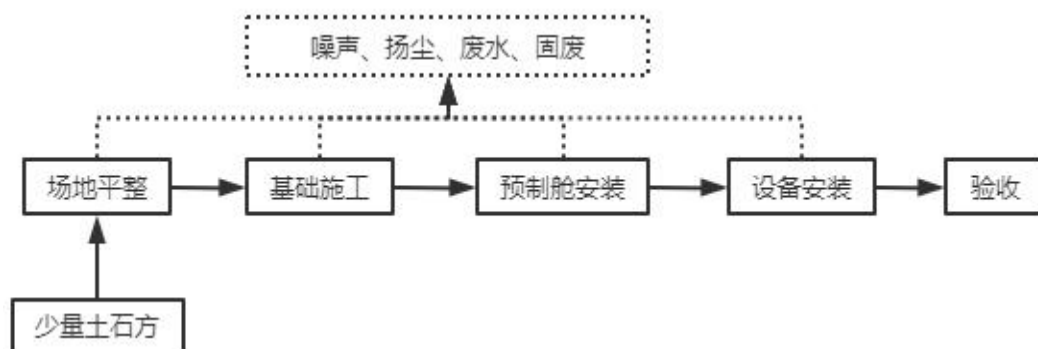 噪声、扬尘、废水、固废
场地平整
基础施工
预制舱安装
设备安装
验收
少量土石方